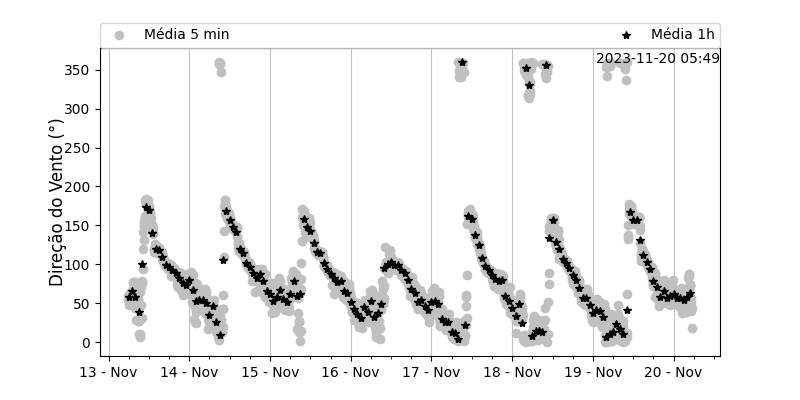 Média 5 min
Média 1h
2023-11-20 05:49
Direção do Vento (°)
350
300
250
200
150
100
50
0
13 - Nov
14 - Nov
15 - Nov
16 - Nov
17 - Nov
18 - Nov
19 - Nov
20 - Nov